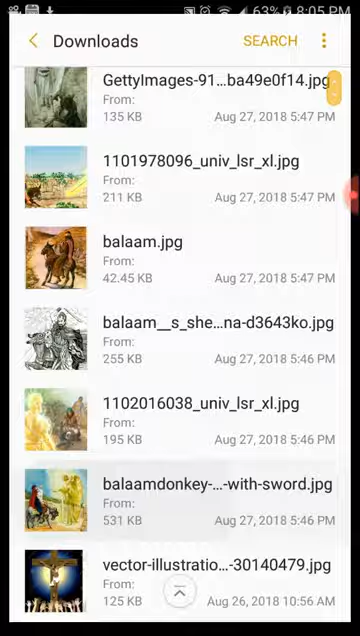 63% 8:05 PM
Downloads SEARCH
GettyImages-91...ba49e0f14.jpg
From:
135 KB Aug 27, 2018 5:47 PM
1101978096_univ_lsr_xl.jpg
From:
211 KB Aug 27, 2018 5:47 PM
balaam.jpg
From:
42.45 KB Aug 27, 2018 5:47 PM
balaam__s_she...na-d3643ko.jpg
From:
255 KB Aug 27, 2018 5:46 PM
1102016038_univ_lsr_xl.jpg
From:
195 KB Aug 27, 2018 5:46 PM
balaamdonkey-...-with-sword.jpg
From:
531 KB Aug 27, 2018 5:46 PM
vector-illustratio...-30140479.jpg
From:
125 KB Aug 26, 2018 10:56 AM